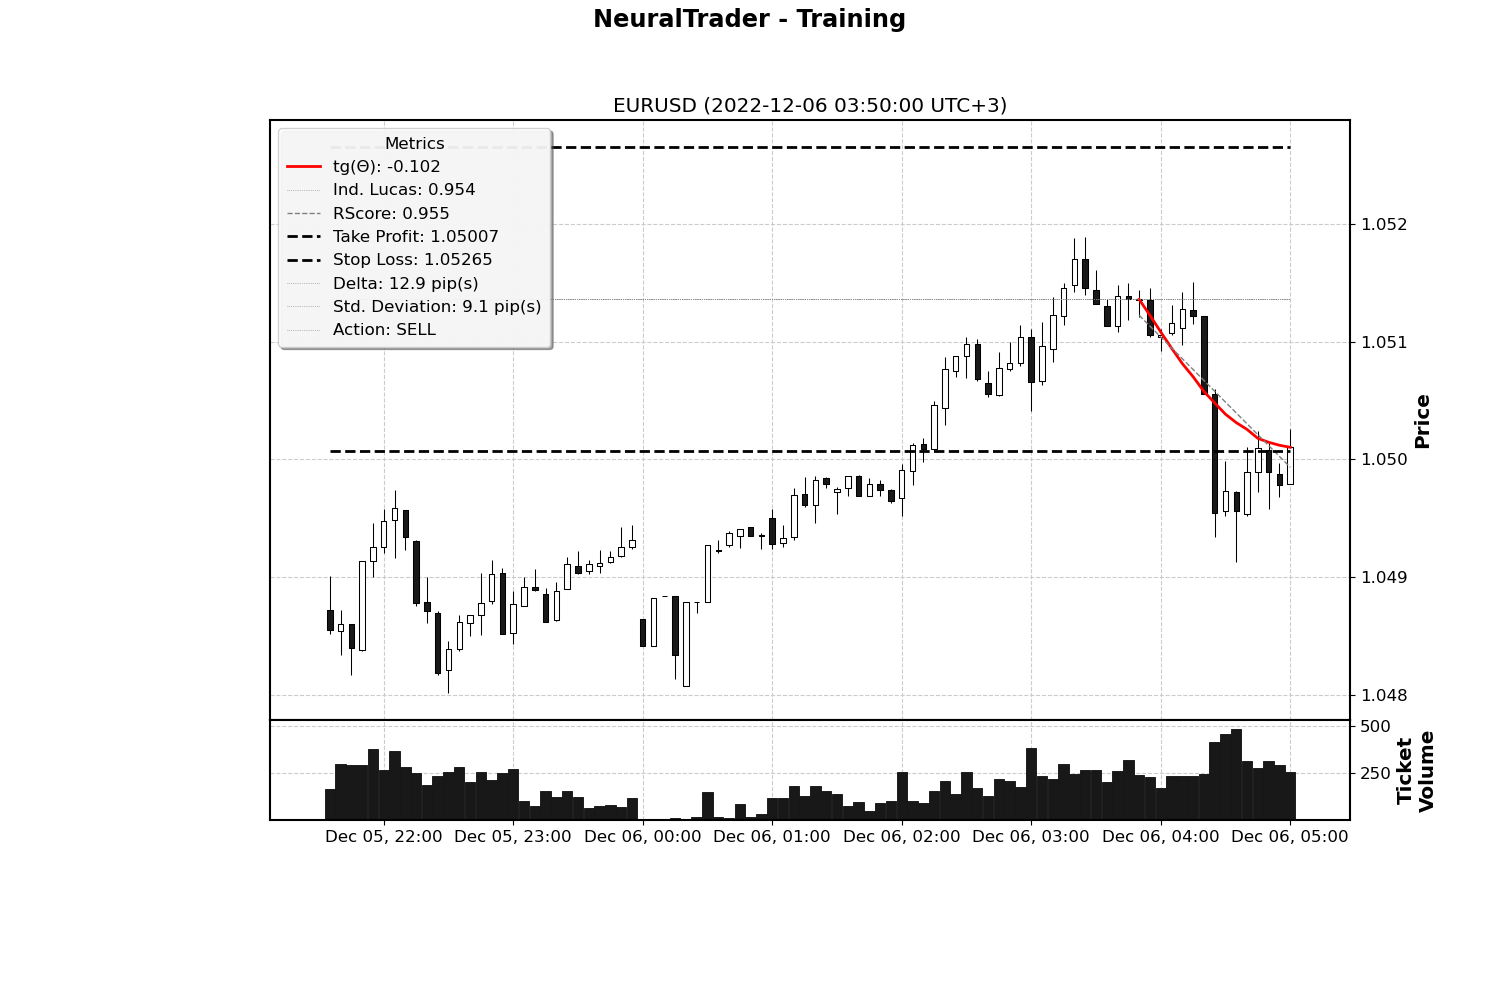 NeuralTrader - Training
EURUSD (2022-12-06 03:50:00 UTC+3)
Metrics
tg(Θ): -0.102
Ind. Lucas: 0.954
RScore: 0.955
Take Profit: 1.05007
Stop Loss: 1.05265
Delta: 12.9 pip(s)
Std. Deviation: 9.1 pip(s)
Action: SELL
1.052
1.051
1.050
1.049
1.048
Price
500
250
Ticket
Volume
Dec 05, 22:00 Dec 05, 23:00 Dec 06, 00:00 Dec 06, 01:00 Dec 06, 02:00 Dec 06, 03:00 Dec 06, 04:00 Dec 06, 05:00